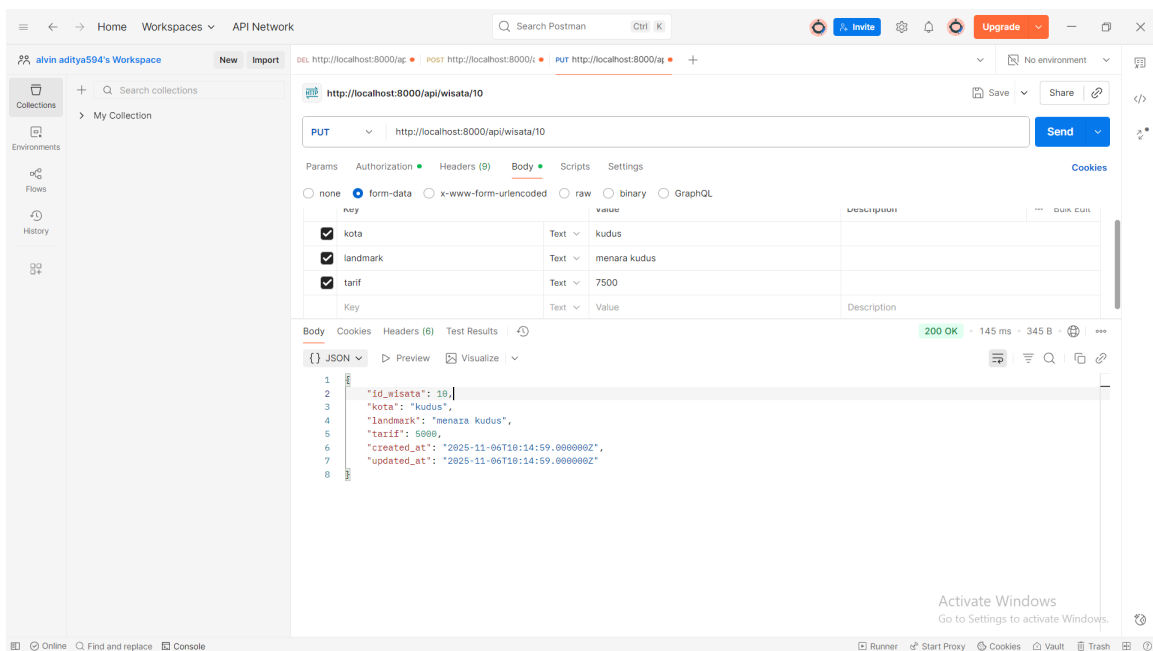 Home Workspaces API Network Search Postman Ctrl K Invite Upgrade
alvin aditya594's Workspace New Import DEL http://localhost:8000/ap POST http://localhost:8000/a PUT http://localhost:8000/ap No environment
Collections Search collections HTTP http://localhost:8000/api/wisata/10 Save Share
My Collection
PUT http://localhost:8000/api/wisata/10 Send
Environments
Params Authorization Headers (9) Body Scripts Settings Cookies
Flows none form-data x-www-form-urlencoded raw binary GraphQL
Key Value Description Bulk Edit
History kota Text kudus
landmark Text menara kudus
tarif Text 7500
Key Text Value Description
Body Cookies Headers (6) Test Results 200 OK 145 ms 345 B
{} JSON Preview Visualize
1 {
2 "id_wisata": 10,
3 "kota": "kudus",
4 "landmark": "menara kudus",
5 "tarif": 5000,
6 "created_at": "2025-11-06T10:14:59.000000Z",
7 "updated_at": "2025-11-06T10:14:59.000000Z"
8 }
Activate Windows
Go to Settings to activate Windows.
Online Find and replace Console Runner Start Proxy Cookies Vault Trash